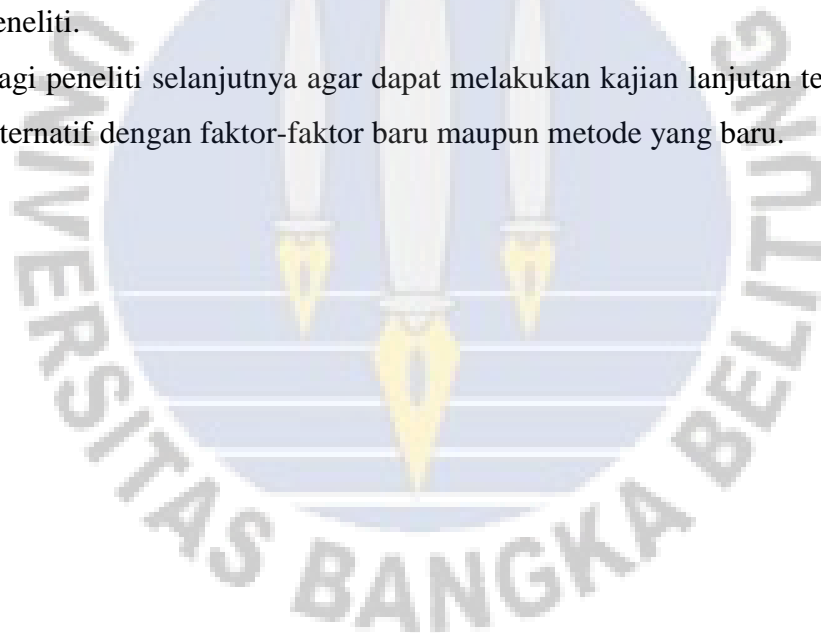 eneliti.
agi peneliti selanjutnya agar dapat melakukan kajian lanjutan te
ternatif dengan faktor-faktor baru maupun metode yang baru.
UNIVERSITAS BANGKA BELITUNG